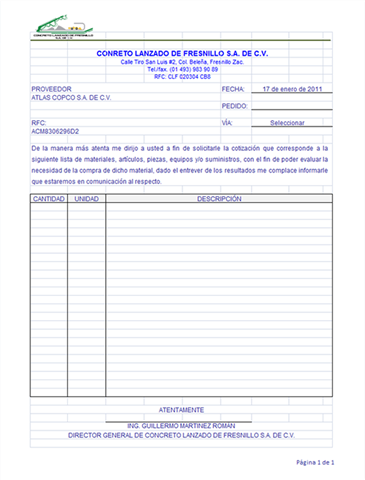 CONCRETO LANZADO DE FRESNILLO
S.A. DE C.V.
CONRETO LANZADO DE FRESNILLO S.A. DE C.V.
Calle Tiro San Luis #2, Col. Beleña, Fresnillo Zac.
Tel./fax. (01 493) 983 90 89
RFC: CLF 020304 CB8
PROVEEDOR FECHA: 17 de enero de 2011
ATLAS COPCO S.A. DE C.V.
PEDIDO:
RFC: VÍA: Seleccionar
ACM8306296D2
De la manera más atenta me dirijo a usted a fin de solicitarle la cotización que corresponde a la
siguiente lista de materiales, artículos, piezas, equipos y/o suministros, con el fin de poder evaluar la
necesidad de la compra de dicho material, dado el entrever de los resultados me complace informarle
que estaremos en comunicación al respecto.
CANTIDAD UNIDAD DESCRIPCIÓN
ATENTAMENTE
ING. GUILLERMO MARTINEZ ROMAN
DIRECTOR GENERAL DE CONCRETO LANZADO DE FRESNILLO S.A. DE C.V.
Página 1 de 1